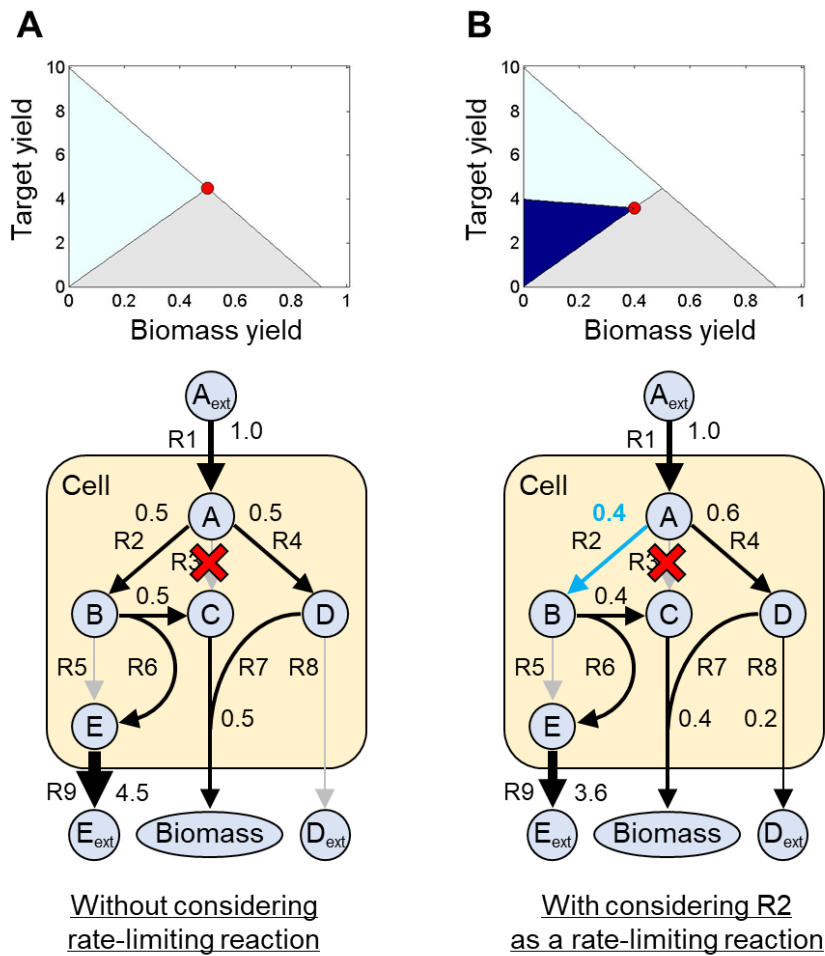 A
10
8
6
4
2
0
Target yield
0 0.2 0.4 0.6 0.8 1
Biomass yield
Aext
R1 1.0
Cell
0.5 A 0.5
R2 R3 R4
B 0.5 C D
R5 R6 R7 R8
E 0.5
R9 4.5
Eext Biomass Dext
Without considering
rate-limiting reaction
B
10
8
6
4
2
0
Target yield
0 0.2 0.4 0.6 0.8 1
Biomass yield
Aext
R1 1.0
Cell
0.4 A 0.6
R2 R3 R4
B 0.4 C D
R5 R6 R7 R8
E 0.4 0.2
R9 3.6
Eext Biomass Dext
With considering R2
as a rate-limiting reaction